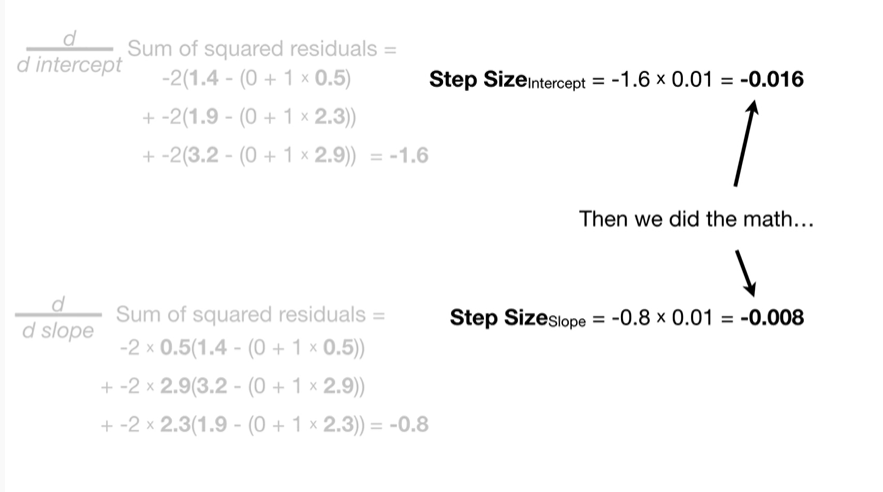 d
d intercept
Sum of squared residuals =
-2(1.4 - (0 + 1 × 0.5)
+ -2(1.9 - (0 + 1 × 2.3))
+ -2(3.2 - (0 + 1 × 2.9)) = -1.6
Step SizeIntercept = -1.6 × 0.01 = -0.016
Then we did the math...
d
d slope
Sum of squared residuals =
-2 × 0.5(1.4 - (0 + 1 × 0.5))
+ -2 × 2.9(3.2 - (0 + 1 × 2.9))
+ -2 × 2.3(1.9 - (0 + 1 × 2.3)) = -0.8
Step SizeSlope = -0.8 × 0.01 = -0.008